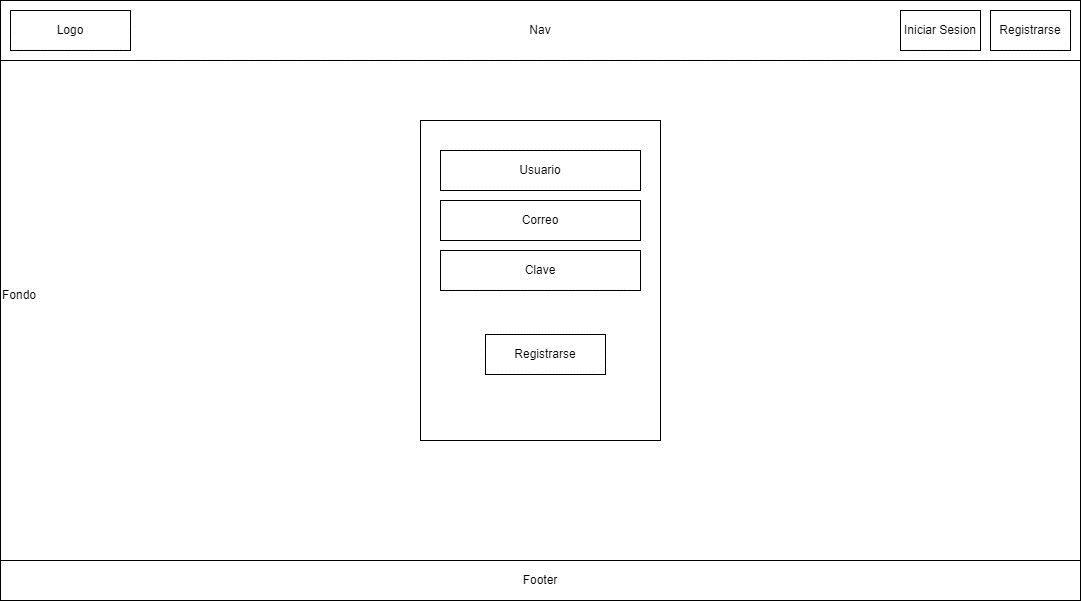 Logo
Nav
Iniciar Sesion
Registrarse
Usuario
Correo
Clave
Fondo
Registrarse
Footer